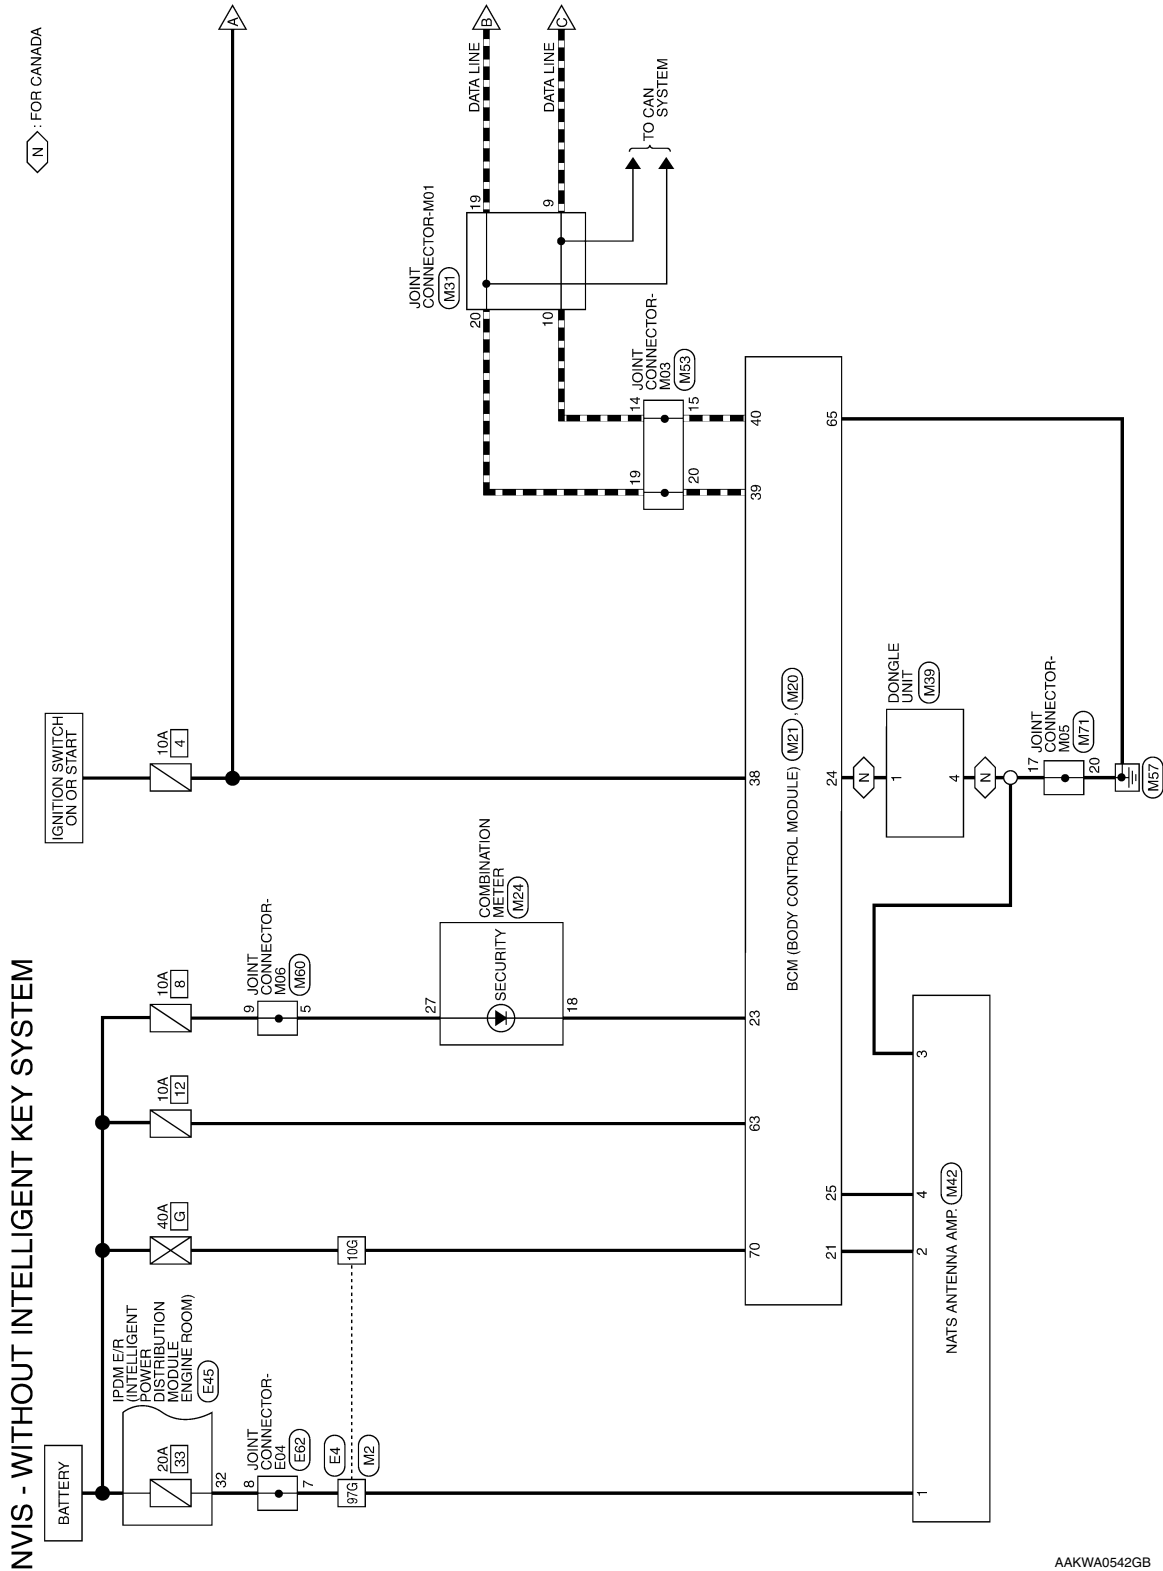 NVIS - WITHOUT INTELLIGENT KEY SYSTEM
N : FOR CANADA
BATTERY
IGNITION SWITCH
ON OR START
A
B
C
DATA LINE
DATA LINE
TO CAN
SYSTEM
IPDM E/R
(INTELLIGENT
POWER
DISTRIBUTION
MODULE
ENGINE ROOM)
E45
20A
33
40A
G
10A
12
10A
8
10A
4
32
8
7
JOINT
CONNECTOR-
E04
E62
97G
10G
E4
M2
9
5
JOINT
CONNECTOR-
M06
M60
27
18
SECURITY
COMBINATION
METER
M24
JOINT
CONNECTOR-M01
M31
20
19
10
9
JOINT
CONNECTOR-
M03
M53
19
14
20
15
70
63
23
38
39
40
BCM (BODY CONTROL MODULE) M21 , M20
21
25
24
65
N
1
4
DONGLE
UNIT
M39
N
17
20
JOINT
CONNECTOR-
M05
M71
M57
1
2
4
3
NATS ANTENNA AMP. M42
AAKWA0542GB